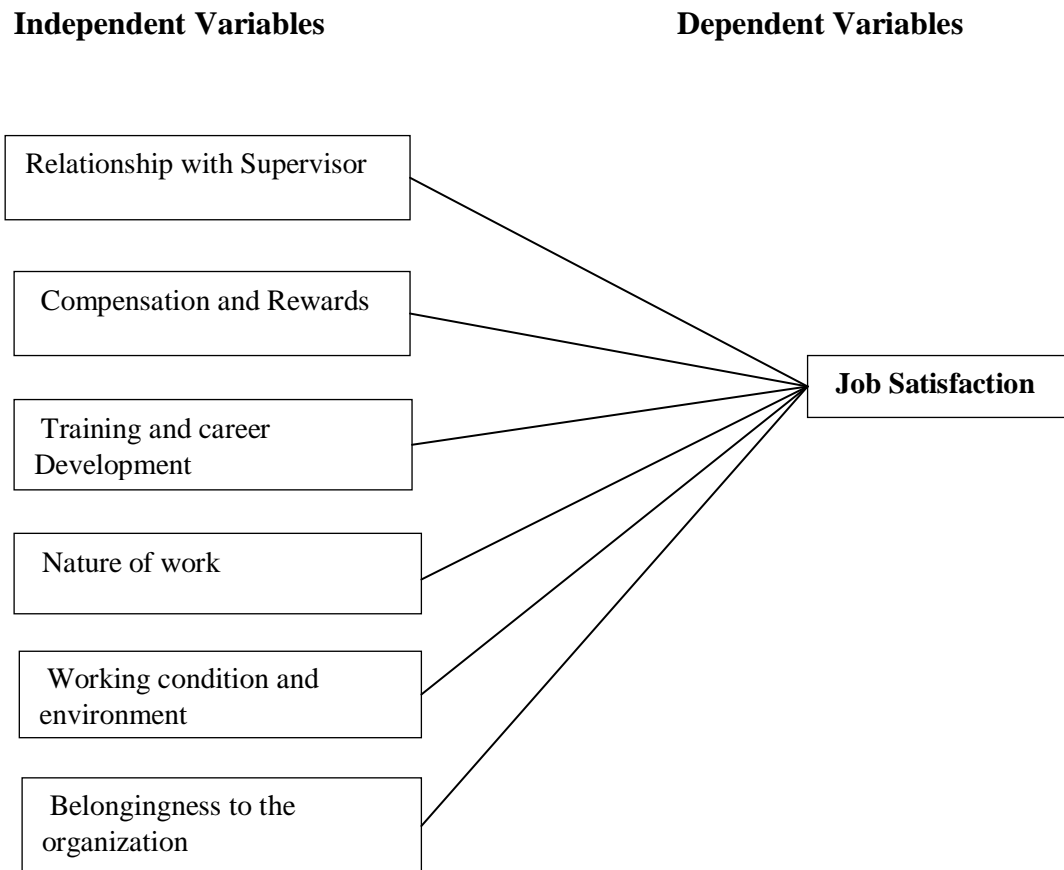 Independent Variables
Dependent Variables
Relationship with Supervisor
Compensation and Rewards
Training and career
Development
Nature of work
Working condition and
environment
Belongingness to the
organization
Job Satisfaction